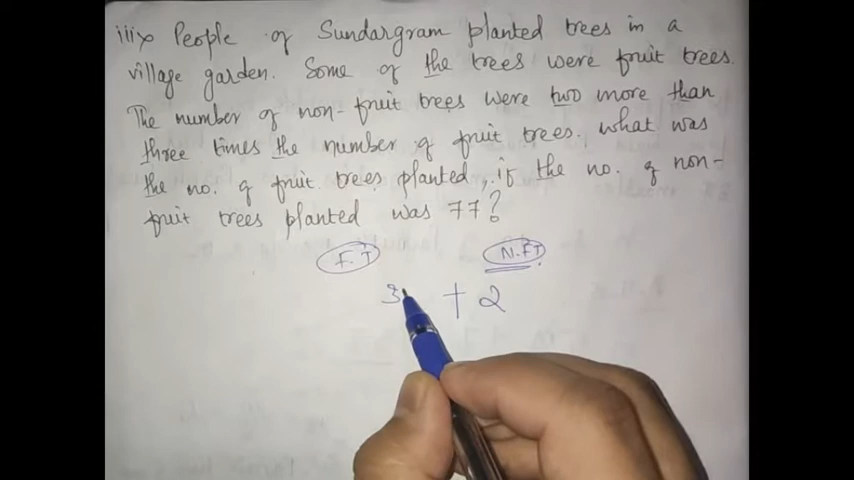 iii) People of Sundargram planted trees in a
village garden. Some of the trees were fruit trees.
The number of non-fruit trees were two more than
three times the number of fruit trees. What was
the no. of fruit trees planted, if the no. of non-
fruit trees planted was 77?
F.T N.FT
3 + 2